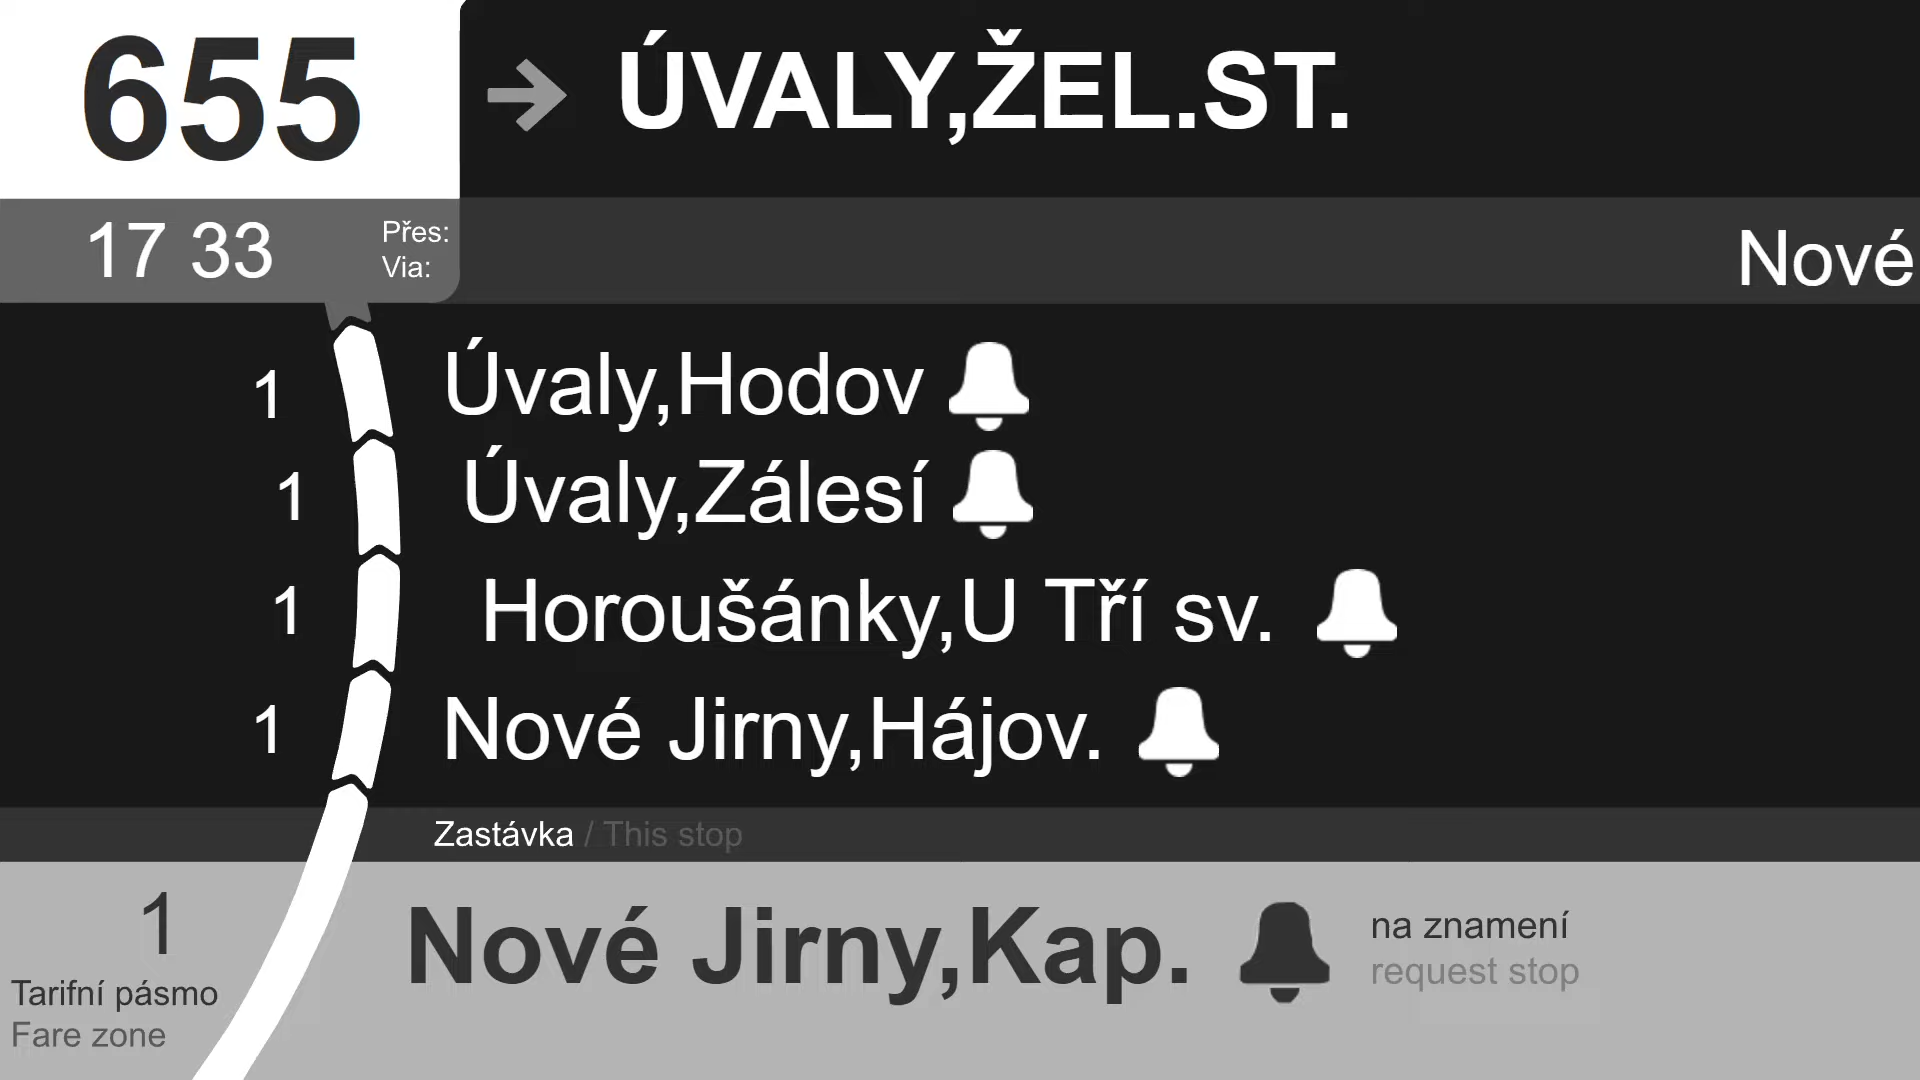 655
ÚVALY,ŽEL.ST.
17 33
Přes:
Via:
Nové
1 Úvaly,Hodov
1 Úvaly,Zálesí
1 Horoušánky,U Tří sv.
1 Nové Jirny,Hájov.
Zastávka / This stop
1
Nové Jirny,Kap.
na znamení
request stop
Tarifní pásmo
Fare zone